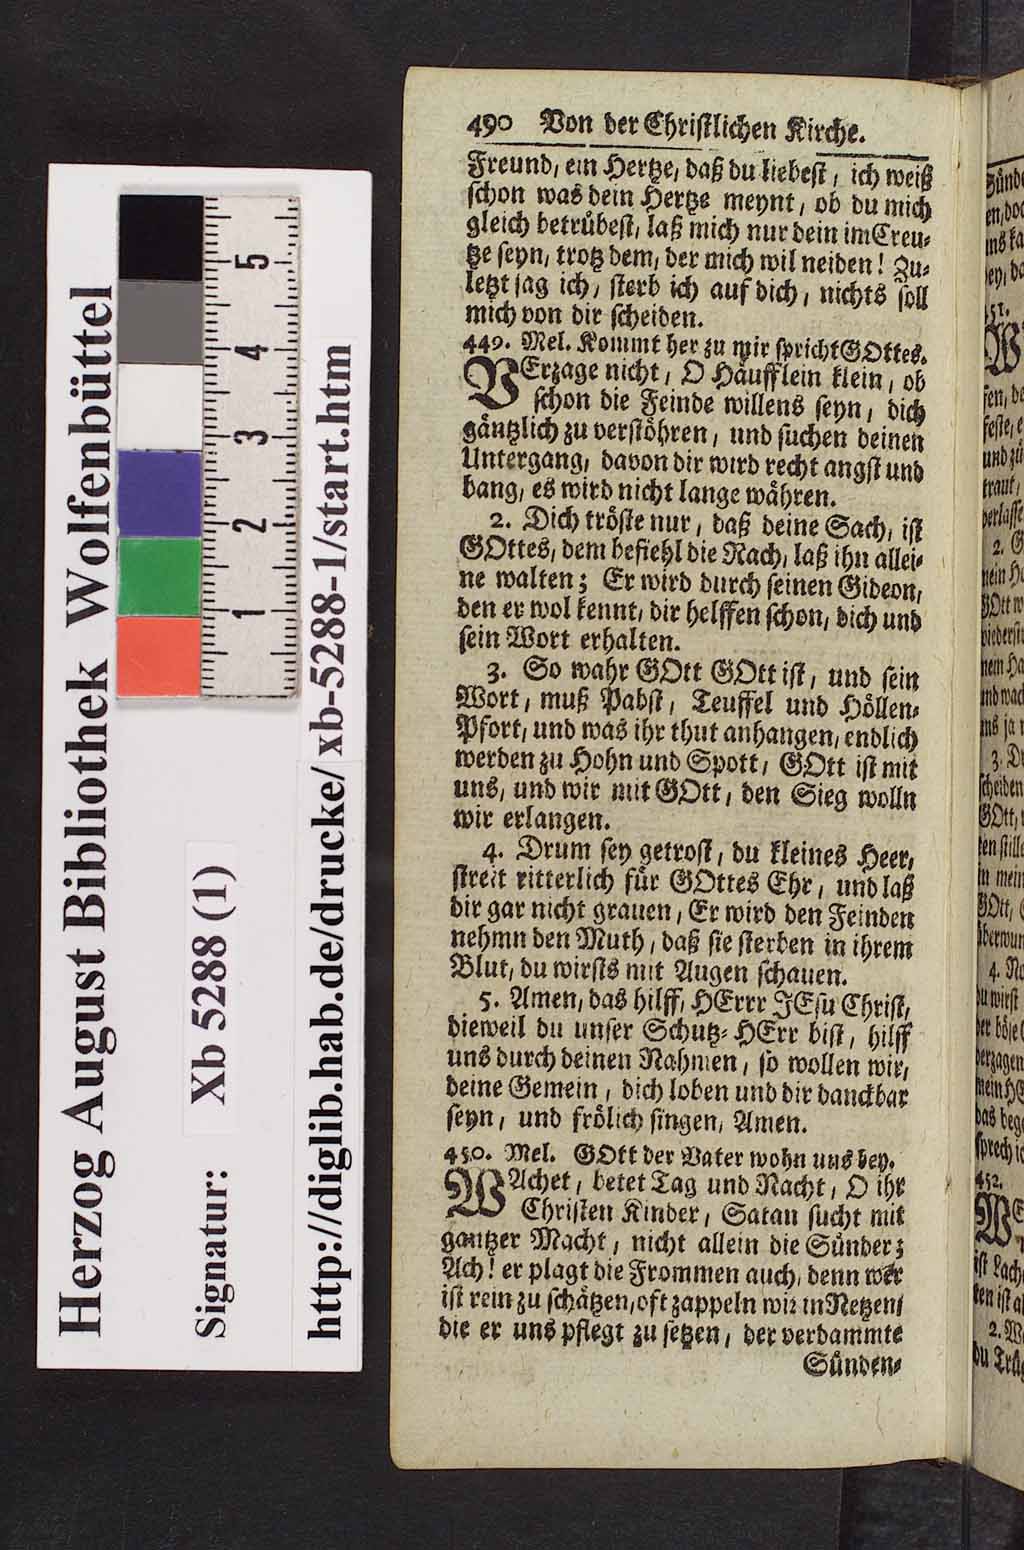 Herzog August Bibliothek Wolfenbüttel
Signatur: Xb 5288 (1)
http://diglib.hab.de/drucke/ xb-5288-1/start.htm
5
4
3
2
1
490 Von der Chriſtlichen Kirche.
Freund, ein Hertze, daß du liebeſt, ich weiß
ſchon was dein Hertze meynt, ob du mich
gleich betrübeſt, laß mich nur dein im Creu-
tze ſeyn, trotz dem, der mich wil neiden! Zu-
letzt ſag ich, ſterb ich auf dich, nichts ſoll
mich von dir ſcheiden.
449. Mel. Kommt her zu mir ſpricht GOttes.
VErzage nicht, O Häufflein klein, ob
ſchon die Feinde willens ſeyn, dich
gäntzlich zu verſtöhren, und ſuchen deinen
Untergang, davon dir wird recht angſt und
bang, es wird nicht lange währen.
2. Dich tröſte nur, daß deine Sach, iſt
GOttes, dem befiehl die Rach, laß ihn allei-
ne walten; Er wird durch ſeinen Gideon,
den er wol kennt, dir helffen ſchon, dich und
ſein Wort erhalten.
3. So wahr GOtt GOtt iſt, und ſein
Wort, muß Pabſt, Teuffel und Höllen-
Pfort, und was ihr thut anhangen, endlich
werden zu Hohn und Spott, GOtt iſt mit
uns, und wir mit GOtt, den Sieg wolln
wir erlangen.
4. Drum ſey getroſt, du kleines Heer,
ſtreit ritterlich für GOttes Ehr, und laß
dir gar nicht grauen, Er wird den Feinden
nehmn den Muth, daß ſie ſterben in ihrem
Blut, du wirſts mit Augen ſchauen.
5. Amen, das hilff, HErrr JEſu Chriſt,
dieweil du unſer Schutz-HErr biſt, hilff
uns durch deinen Nahmen, ſo wollen wir,
deine Gemein, dich loben und dir danckbar
ſeyn, und frölich ſingen, Amen.
450. Mel. GOtt der Vater wohn uns bey.
WAchet, betet Tag und Nacht, O ihr
Chriſten Kinder, Satan ſucht mit
gantzer Macht, nicht allein die Sünder;
Ach! er plagt die Frommen auch, denn wer
iſt rein zu ſchätzen, oft zappeln wir in Netzen,
die er uns pflegt zu ſetzen, der verdammte
Sünden-